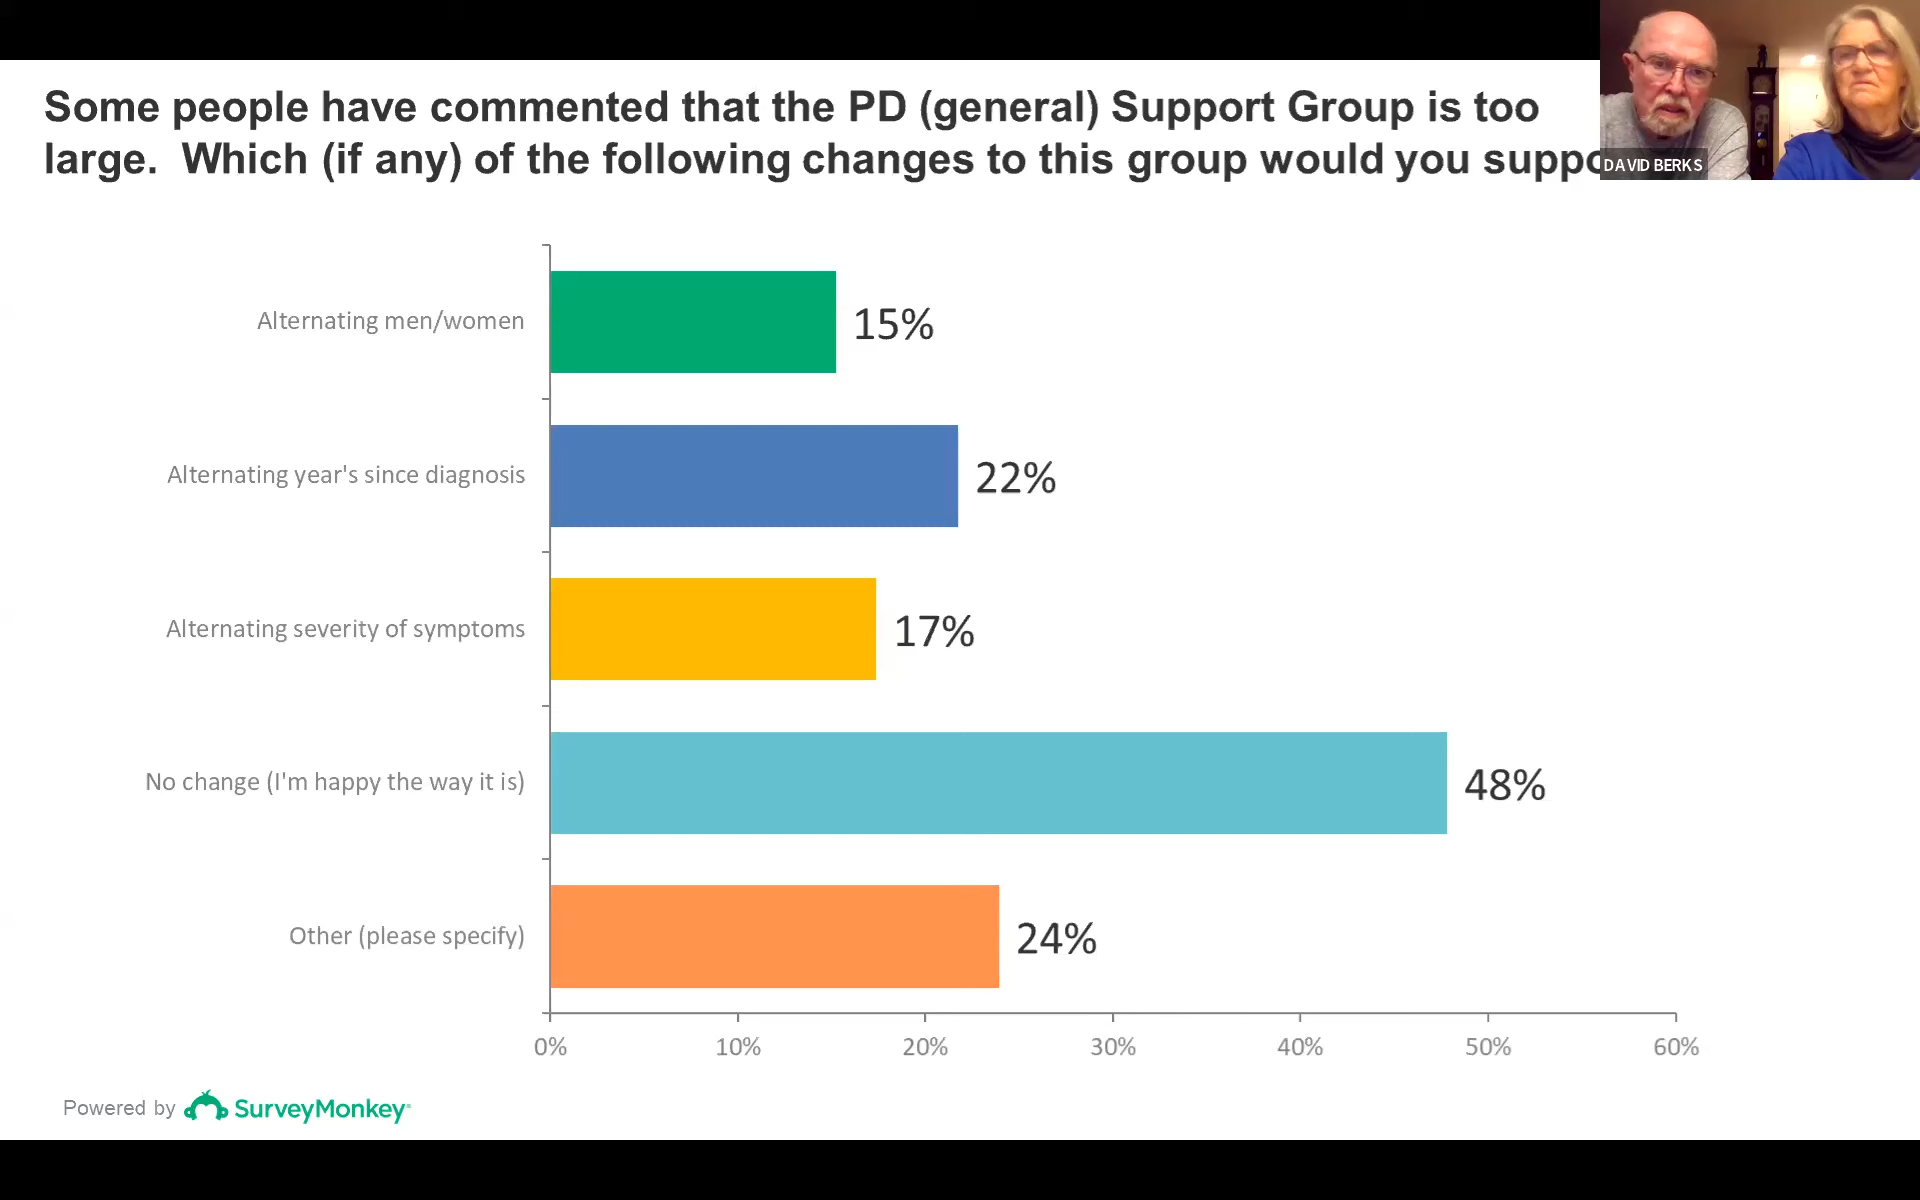 Some people have commented that the PD (general) Support Group is too
large. Which (if any) of the following changes to this group would you
DAVID BERKS
Alternating men/women
15%
Alternating year's since diagnosis
22%
Alternating severity of symptoms
17%
No change (I'm happy the way it is)
48%
Other (please specify)
24%
0% 10% 20% 30% 40% 50% 60%
Powered by SurveyMonkey